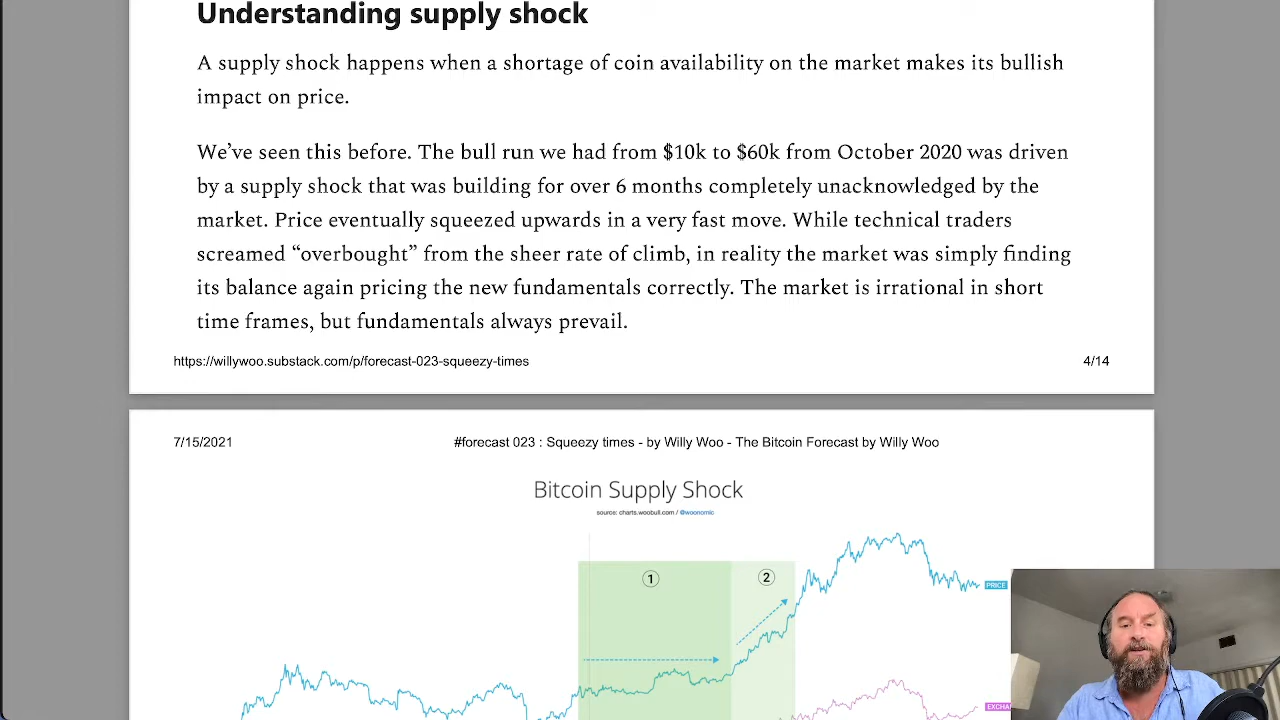 Understanding supply shock
A supply shock happens when a shortage of coin availability on the market makes its bullish
impact on price.
We’ve seen this before. The bull run we had from $10k to $60k from October 2020 was driven
by a supply shock that was building for over 6 months completely unacknowledged by the
market. Price eventually squeezed upwards in a very fast move. While technical traders
screamed “overbought” from the sheer rate of climb, in reality the market was simply finding
its balance again pricing the new fundamentals correctly. The market is irrational in short
time frames, but fundamentals always prevail.
https://willywoo.substack.com/p/forecast-023-squeezy-times 4/14
7/15/2021 #forecast 023 : Squeezy times - by Willy Woo - The Bitcoin Forecast by Willy Woo
Bitcoin Supply Shock
source: charts.woobull.com / @woonomic
1 2
PRICE
EXCHA